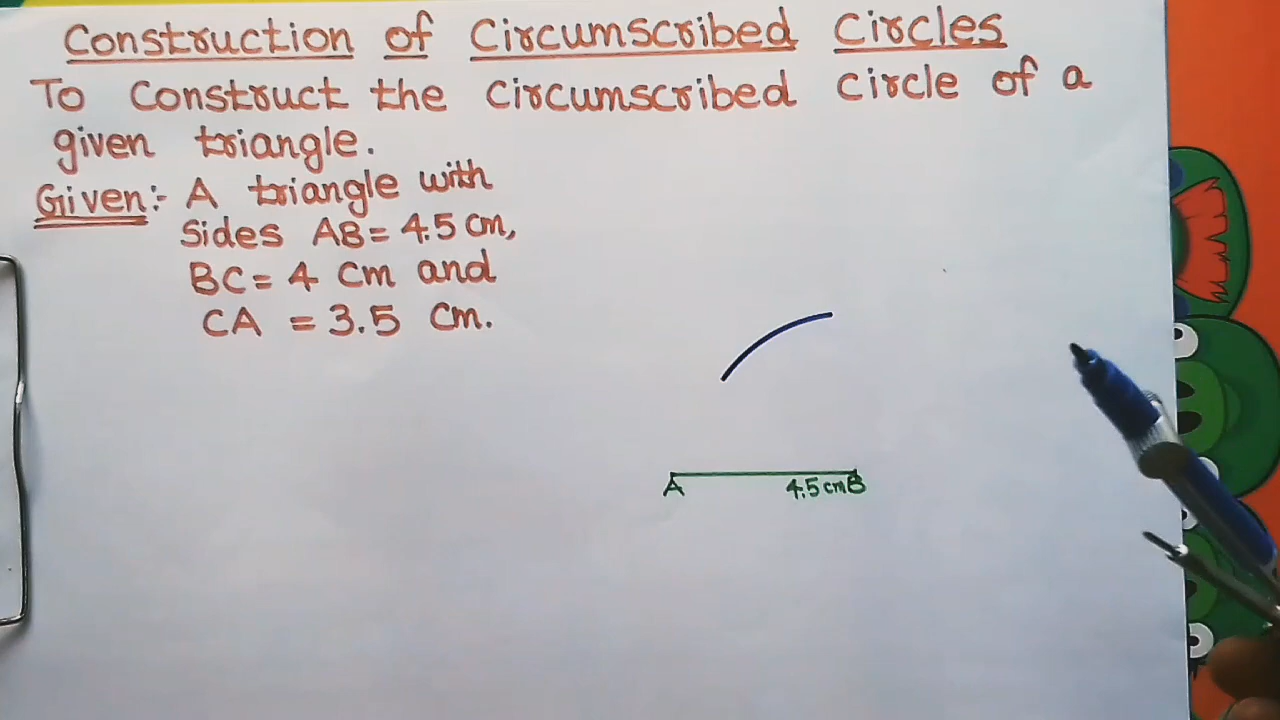 Construction of Circumscribed Circles
To Construct the Circumscribed Circle of a
given triangle.
Given:- A triangle with
Sides AB = 4.5 cm,
BC = 4 Cm and
CA = 3.5 Cm.
A 4.5 cm B